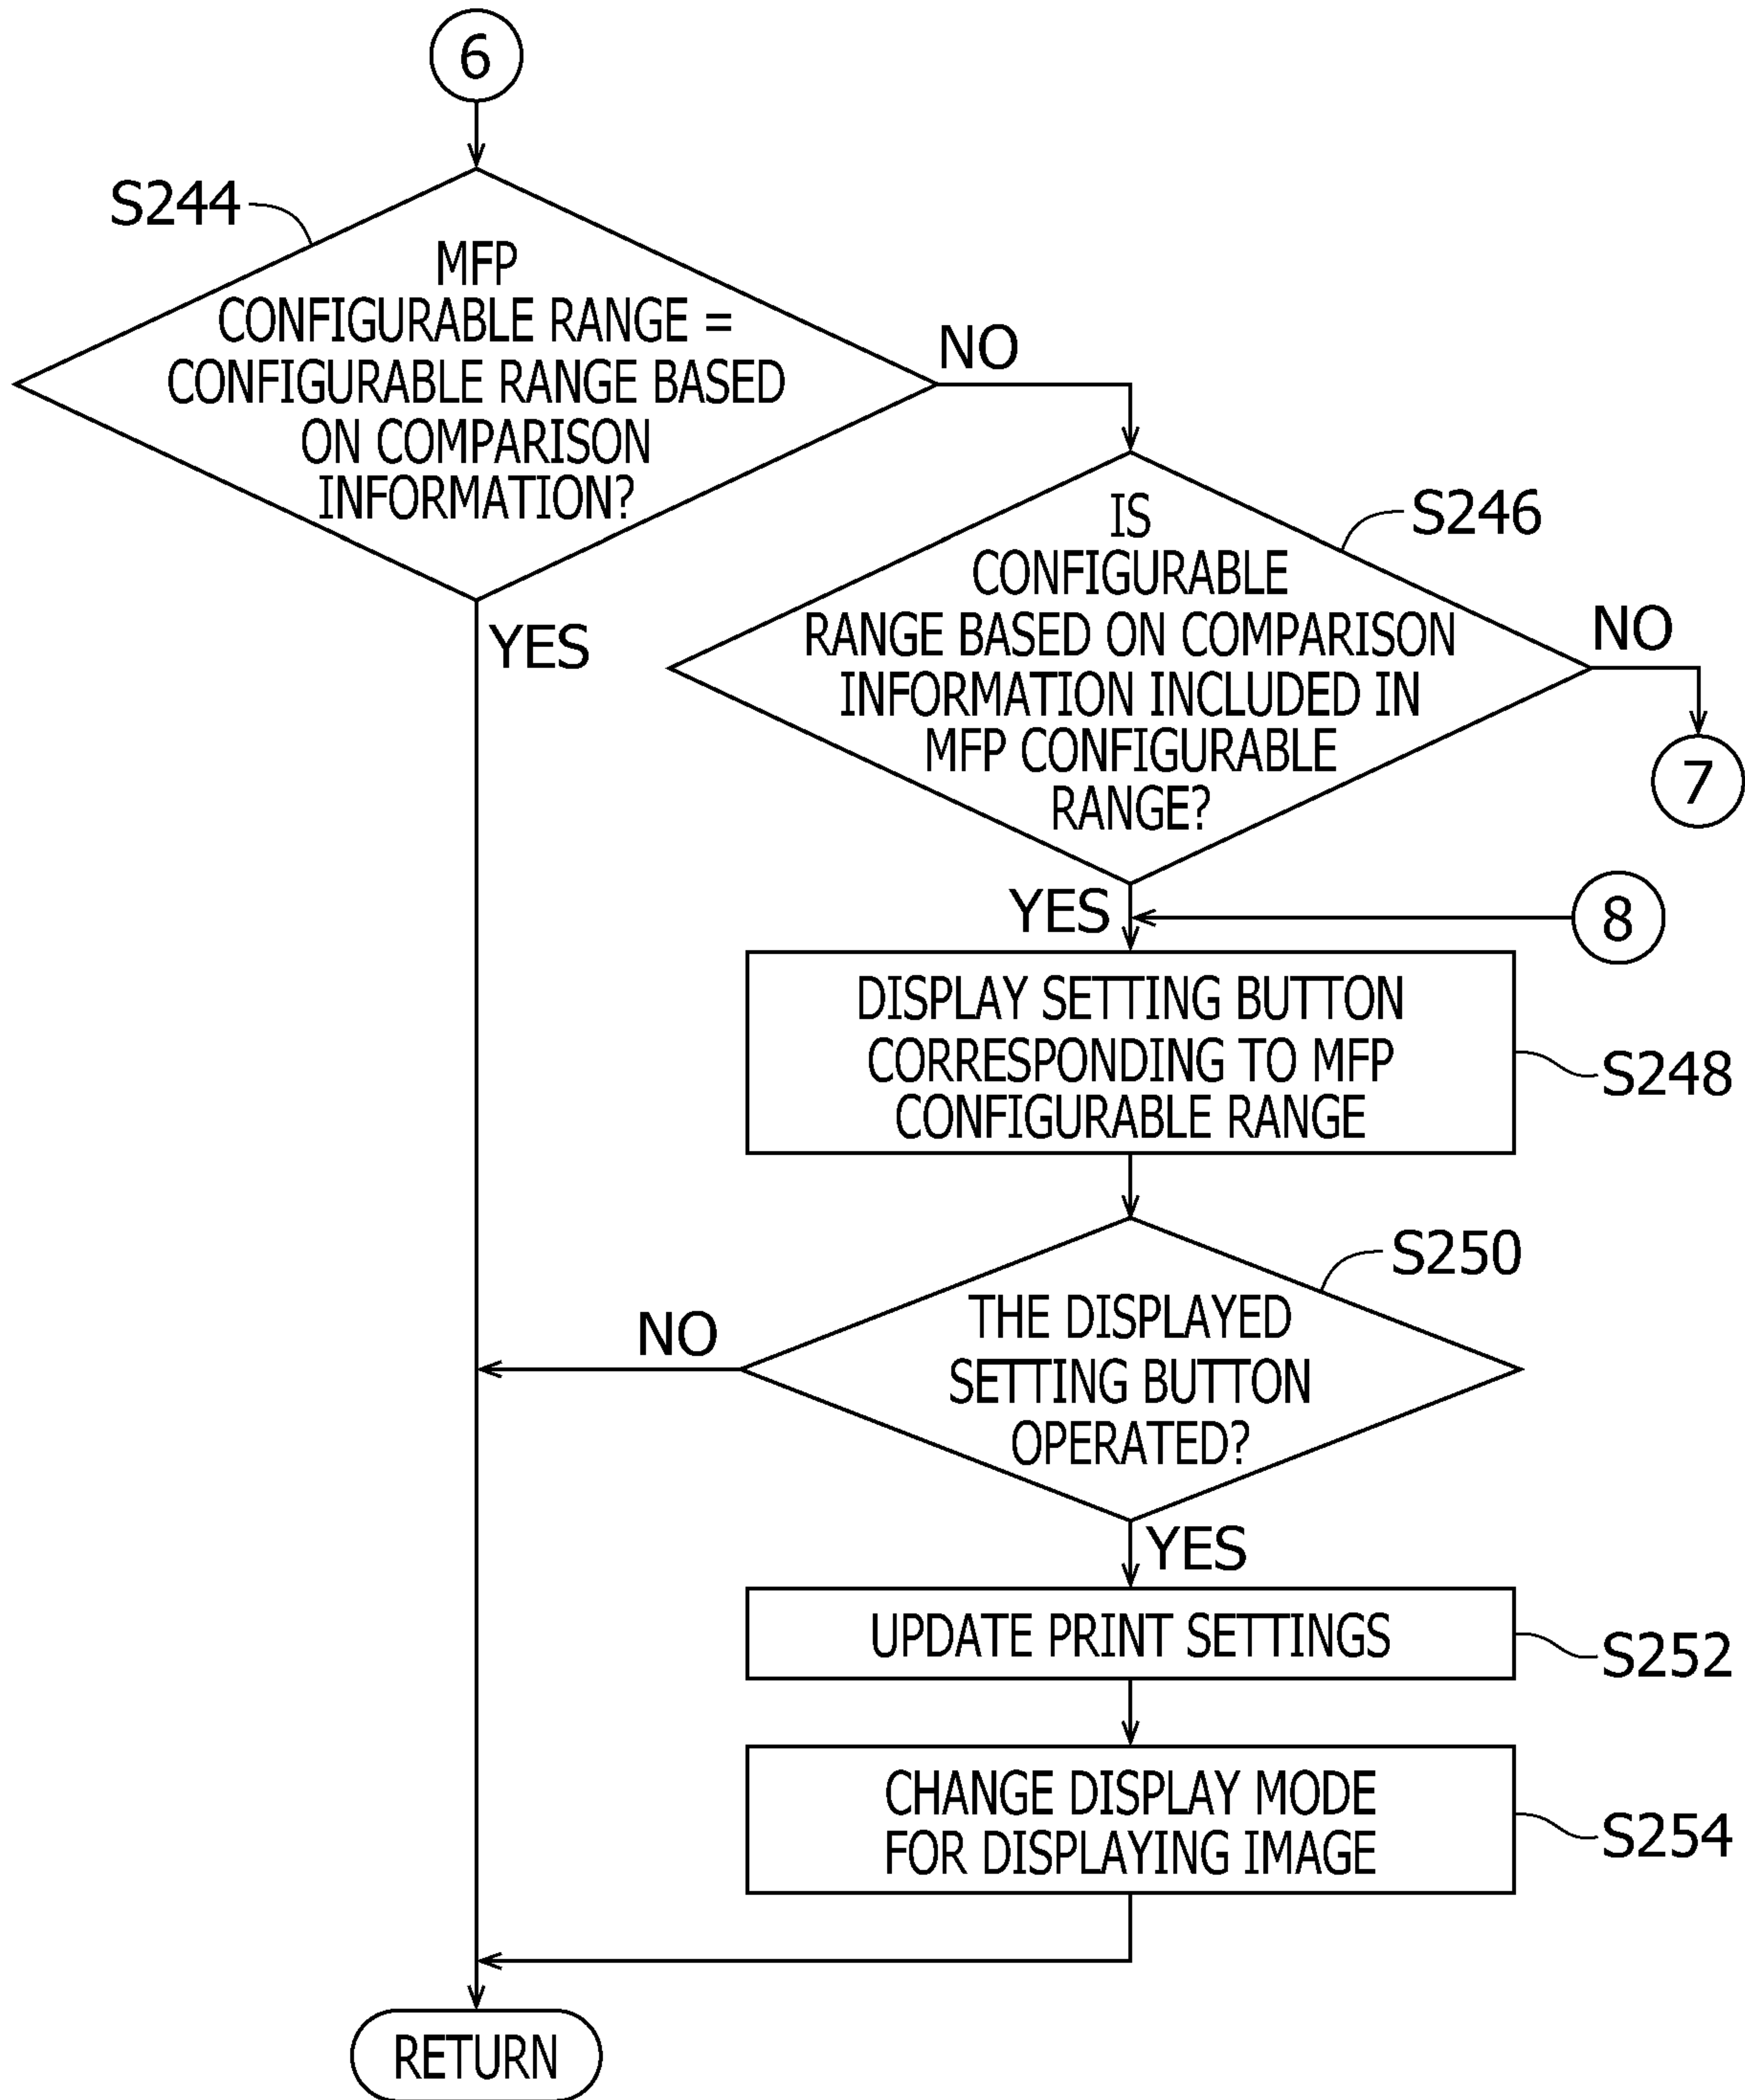 6
S244
MFP
CONFIGURABLE RANGE =
CONFIGURABLE RANGE BASED
ON COMPARISON
INFORMATION?
NO
YES
S246
IS
CONFIGURABLE
RANGE BASED ON COMPARISON
INFORMATION INCLUDED IN
MFP CONFIGURABLE
RANGE?
NO
7
YES
8
DISPLAY SETTING BUTTON
CORRESPONDING TO MFP
CONFIGURABLE RANGE
S248
S250
THE DISPLAYED
SETTING BUTTON
OPERATED?
NO
YES
UPDATE PRINT SETTINGS
S252
CHANGE DISPLAY MODE
FOR DISPLAYING IMAGE
S254
RETURN